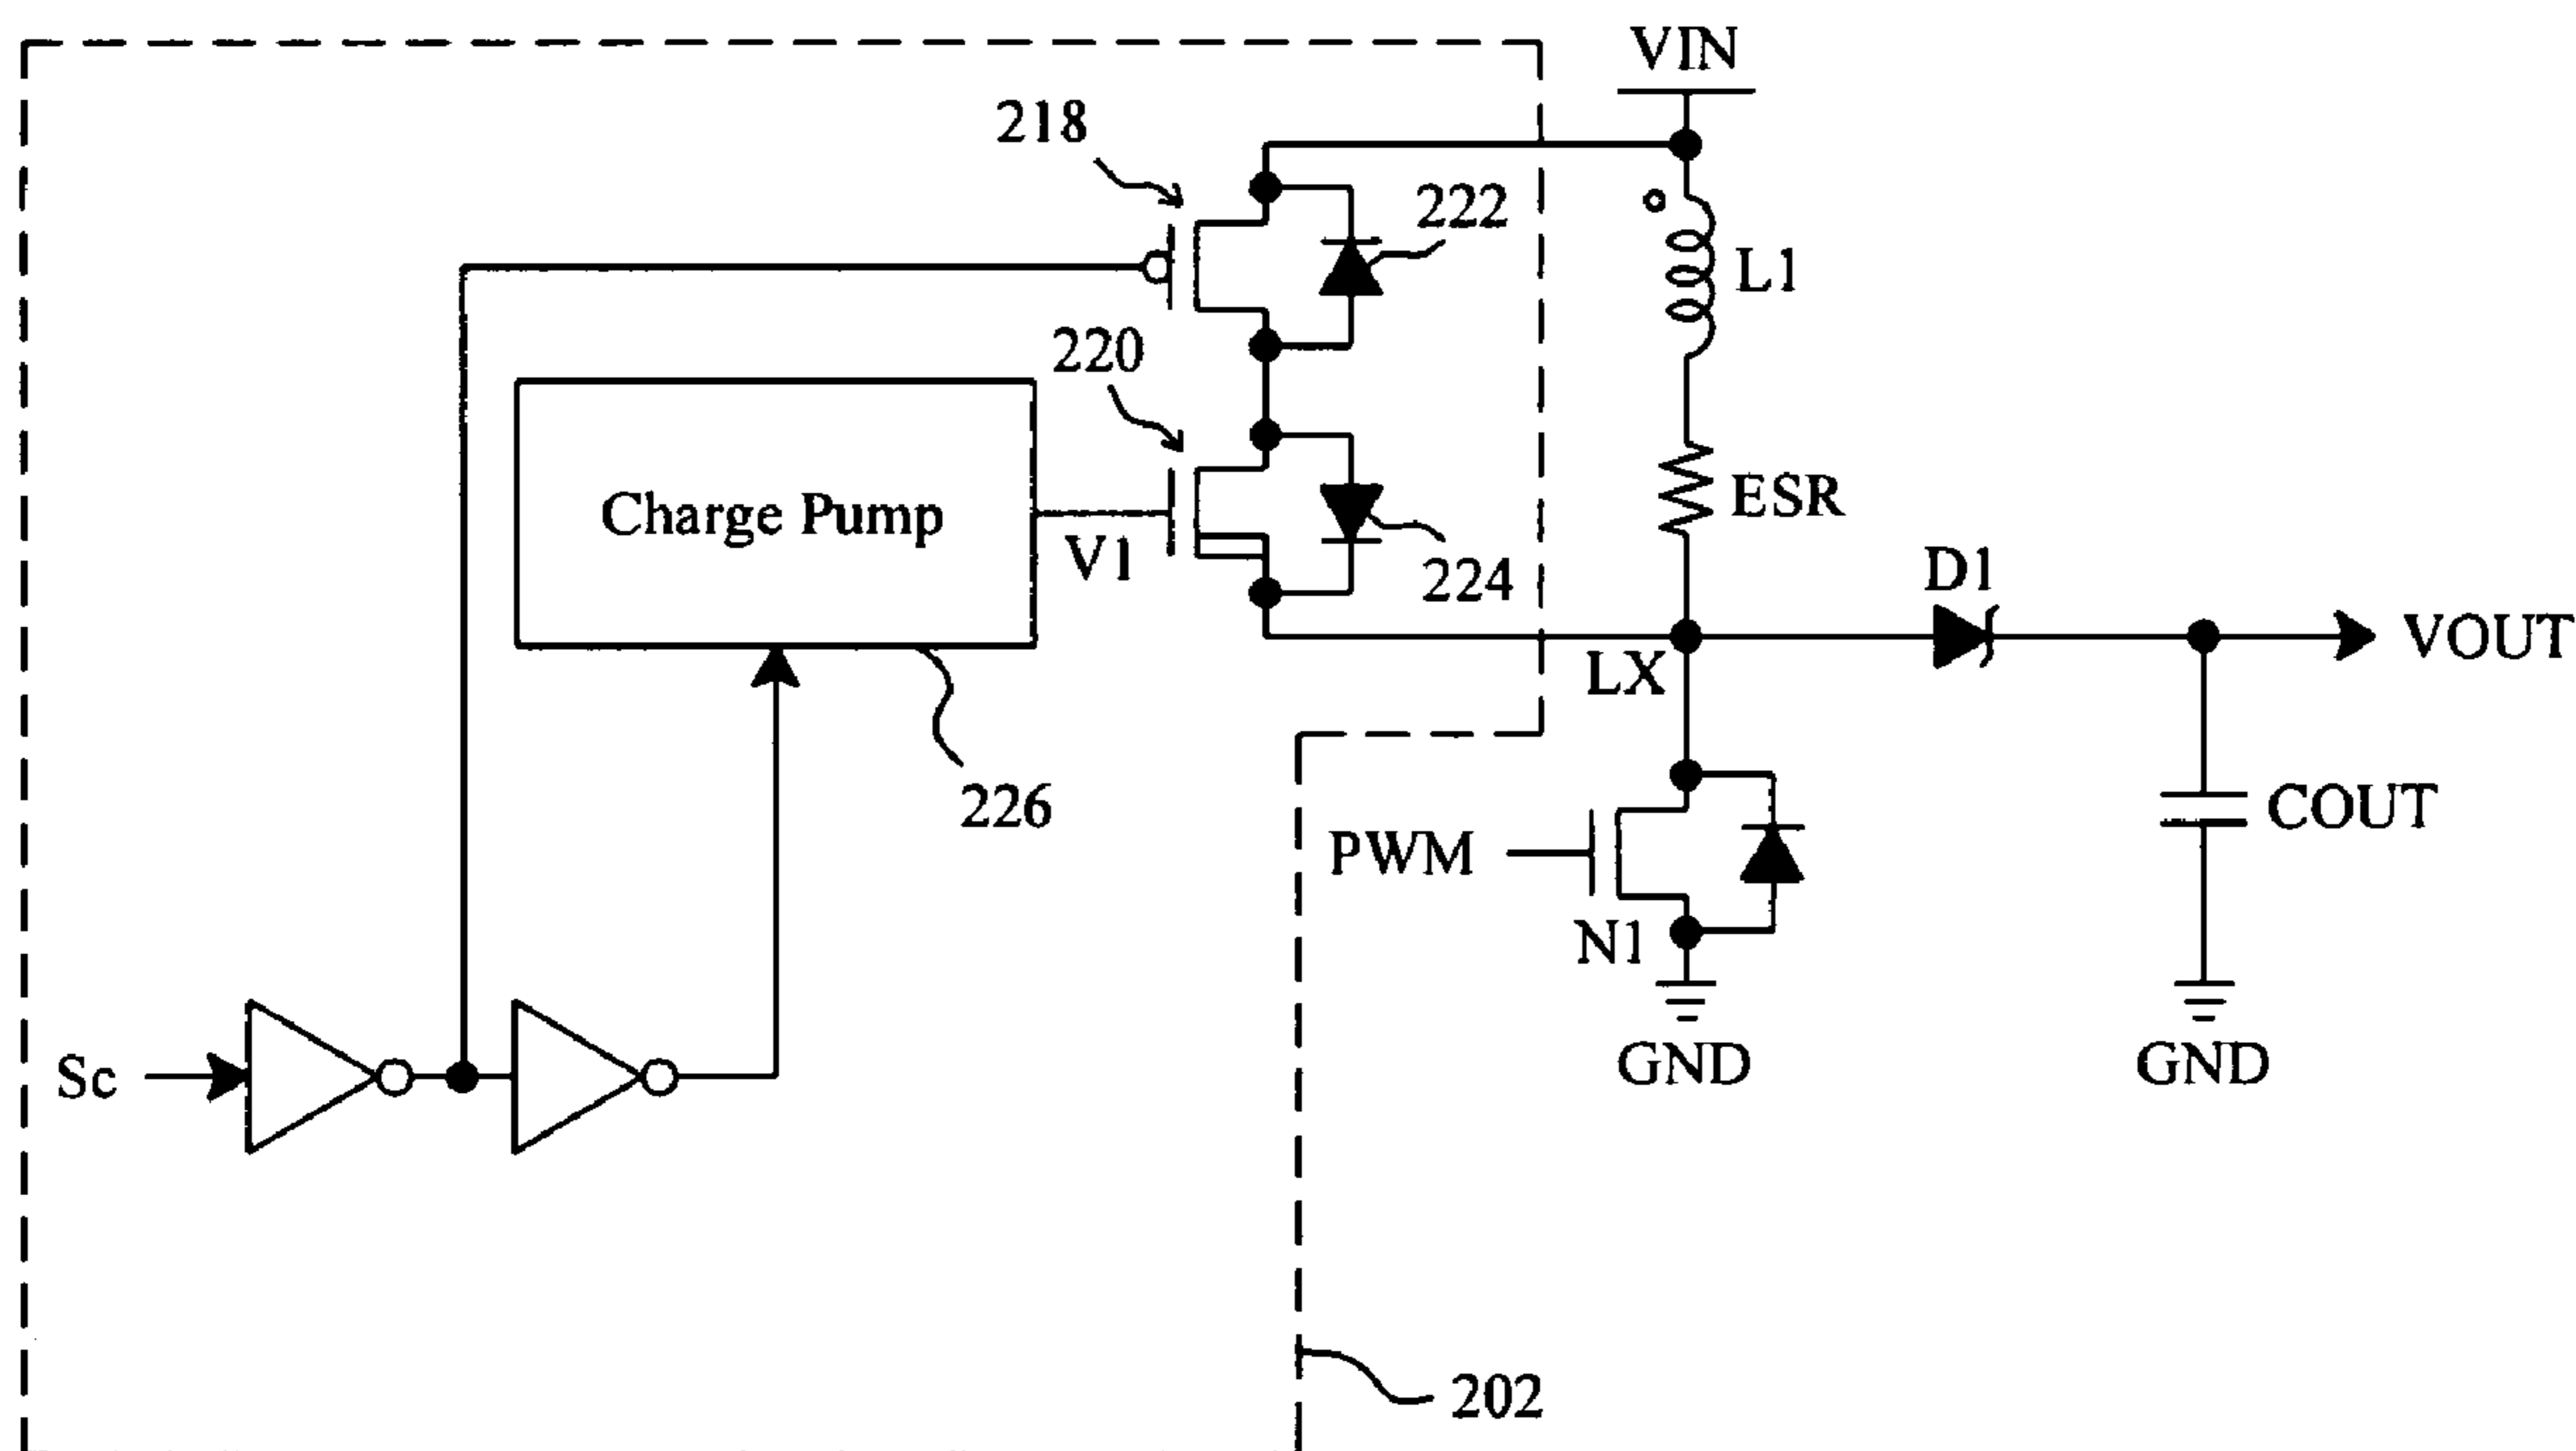 VIN
218
222
L1
220
Charge Pump
ESR
V1
224
D1
VOUT
LX
226
PWM
COUT
N1
Sc
GND
GND
202